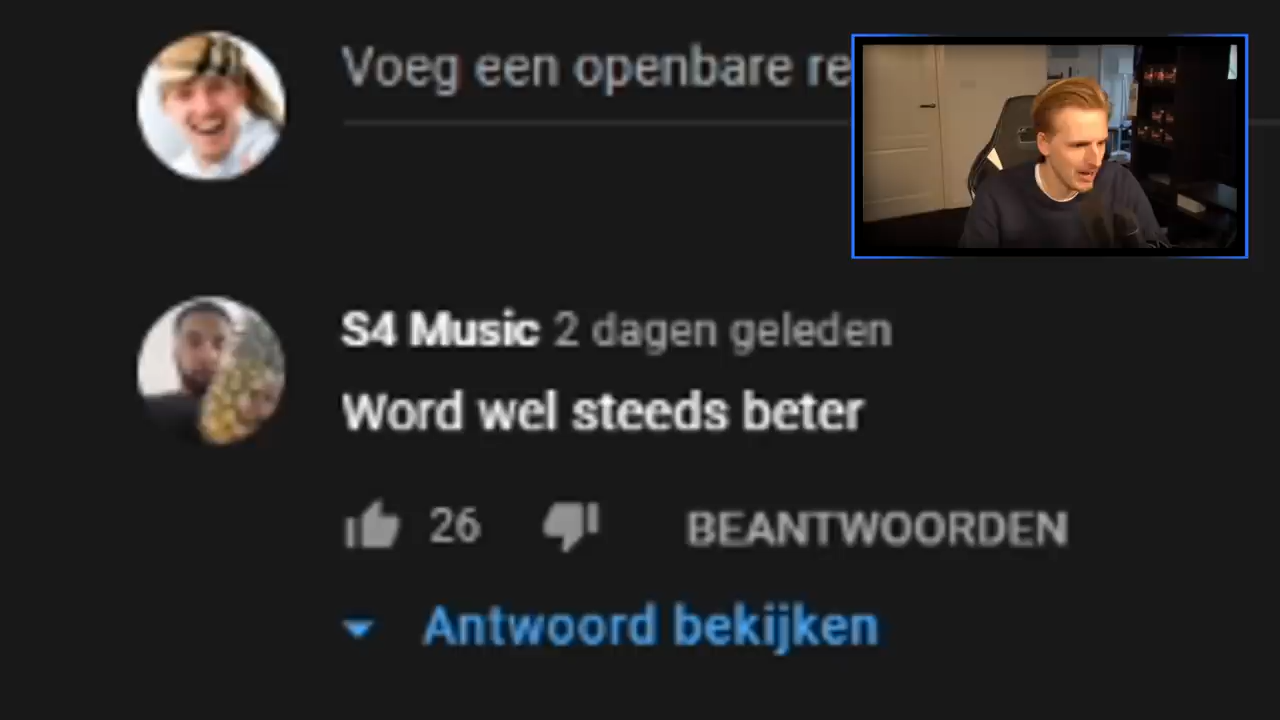 Voeg een openbare re
S4 Music 2 dagen geleden
Word wel steeds beter
26 BEANTWOORDEN
Antwoord bekijken